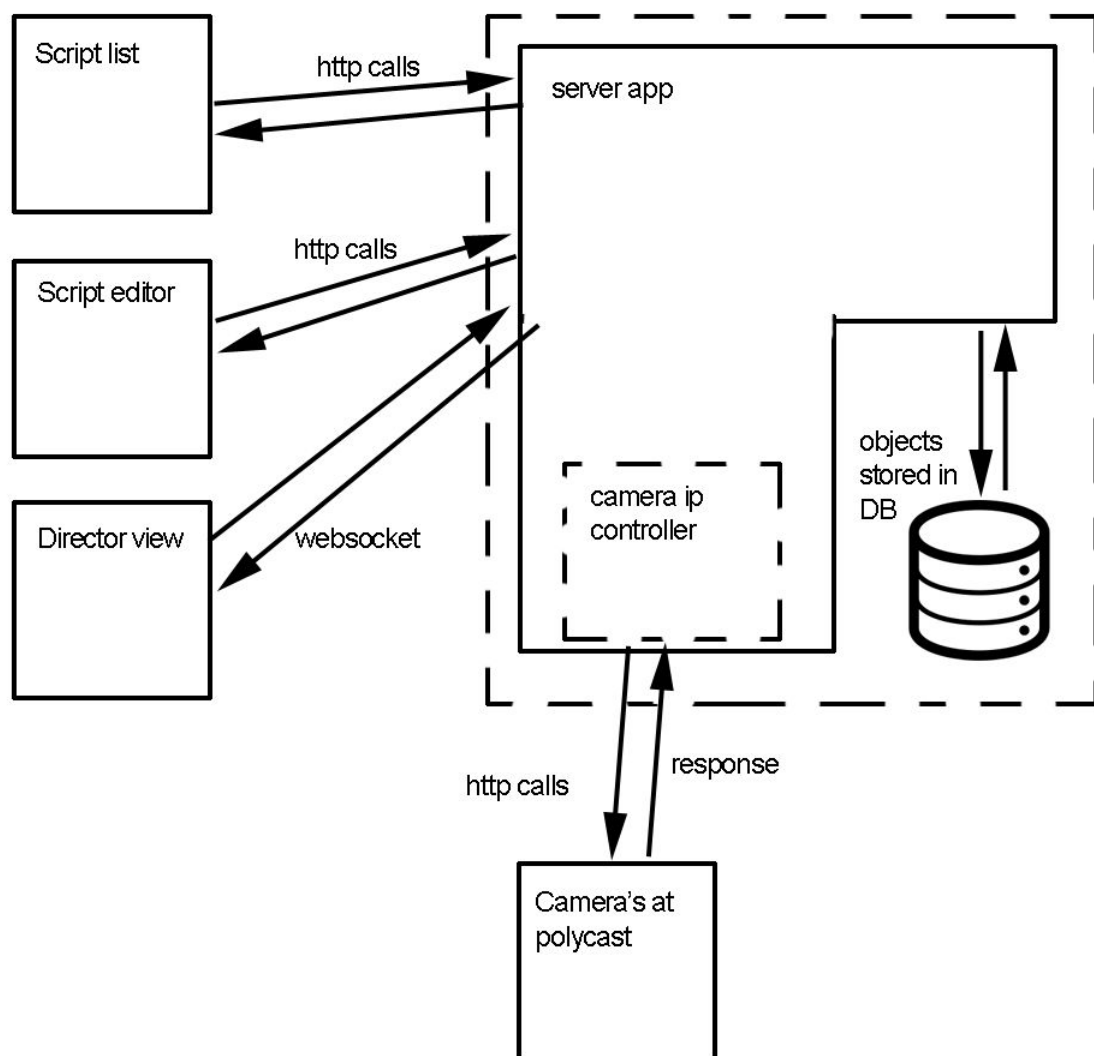 Script list
http calls
server app
http calls
Script editor
objects
stored in
DB
camera ip
controller
Director view
websocket
response
http calls
Camera's at
polycast